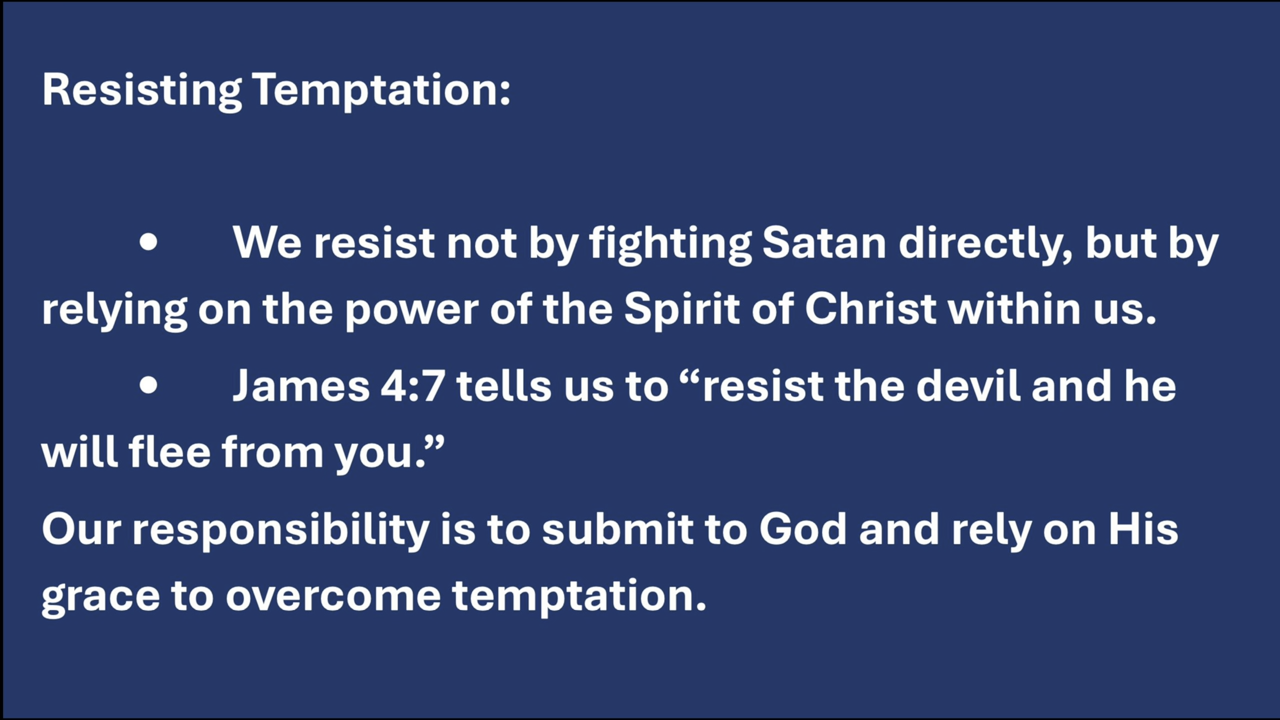 Resisting Temptation:
• We resist not by fighting Satan directly, but by
relying on the power of the Spirit of Christ within us.
• James 4:7 tells us to “resist the devil and he
will flee from you.”
Our responsibility is to submit to God and rely on His
grace to overcome temptation.